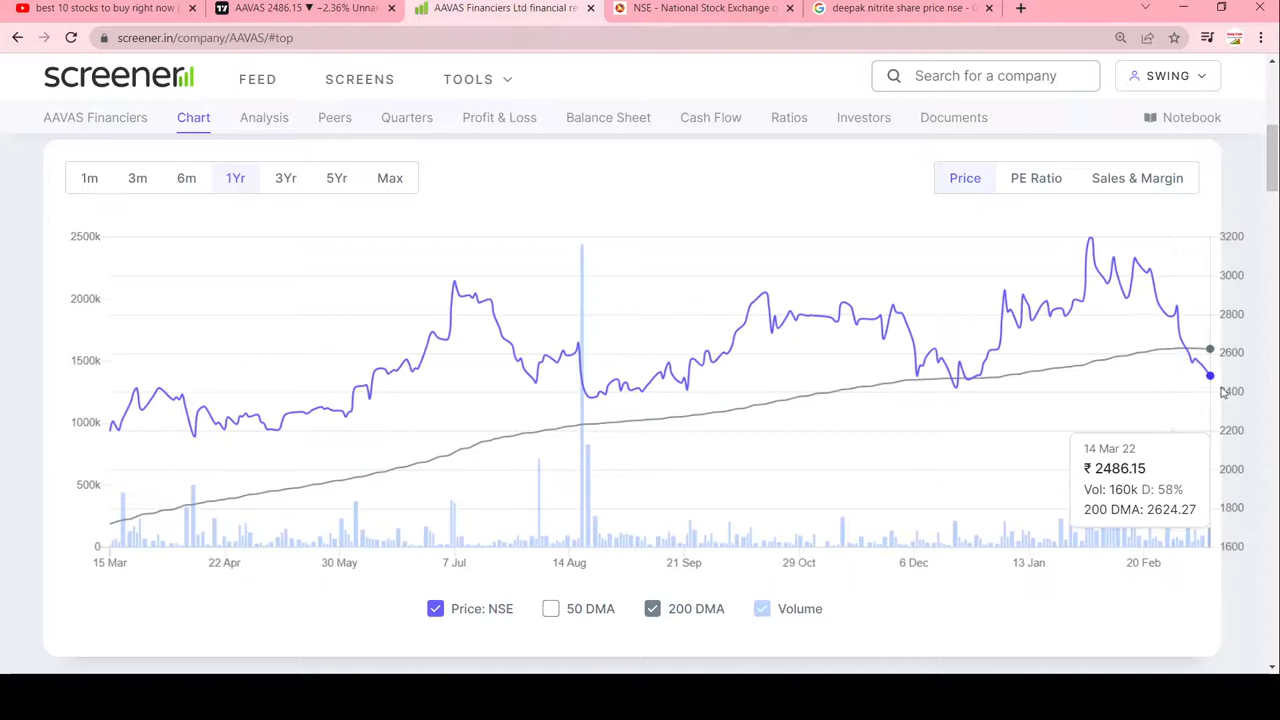 best 10 stocks to buy right now
AAVAS 2486.15 ▼ −2.36% Unna
AAVAS Financiers Ltd financial re
NSE - National Stock Exchange o
deepak nitrite share price nse - G
screener.in/company/AAVAS/#top
screener
FEED
SCREENS
TOOLS
Search for a company
SWING
AAVAS Financiers
Chart
Analysis
Peers
Quarters
Profit & Loss
Balance Sheet
Cash Flow
Ratios
Investors
Documents
Notebook
1m 3m 6m 1Yr 3Yr 5Yr Max
Price PE Ratio Sales & Margin
2500k
2000k
1500k
1000k
500k
0
3200
3000
2800
2600
2400
2200
2000
1800
1600
14 Mar 22
₹ 2486.15
Vol: 160k D: 58%
200 DMA: 2624.27
15 Mar 22 Apr 30 May 7 Jul 14 Aug 21 Sep 29 Oct 6 Dec 13 Jan 20 Feb
Price: NSE 50 DMA 200 DMA Volume